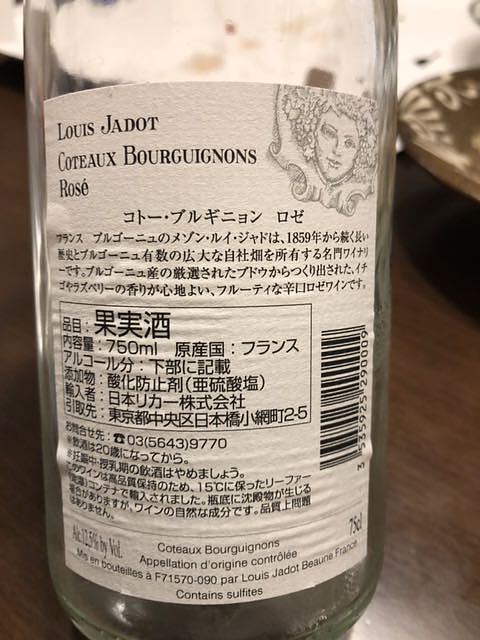 LOUIS JADOT
COTEAUX BOURGUIGNONS
Rosé
コトー・ブルギニョン ロゼ
フランス ブルゴーニュのメゾン・ルイ・ジャドは、1859年から続く長い
歴史とブルゴーニュ有数の広大な自社畑を所有する名門ワイナリ
ーです。ブルゴーニュ産の厳選されたブドウからつくり出された、イチ
ゴやラズベリーの香りが心地よい、フルーティな辛口ロゼワインです。
品目：果実酒
内容量：750ml 原産国：フランス
アルコール分：下部に記載
添加物：酸化防止剤（亜硫酸塩）
輸入者：日本リカー株式会社
引取先：東京都中央区日本橋小網町2-5
お問合せ先：☎03(5643)9770
※飲酒は20歳になってから。
※妊娠中・授乳期の飲酒はやめましょう。
このワインは高品質保持のため、15℃に保ったリーファー
(定温)コンテナで輸入されました。瓶底に沈殿物が生じる
場合がありますが、ワインの自然な成分です。品質上問題
はありません。
3 535925 290009
Alc.12.5% by Vol.
75cl
Coteaux Bourguignons
Appellation d'origine contrôlée
Mis en bouteilles à F71570-090 par Louis Jadot Beaune France
Contains sulfites